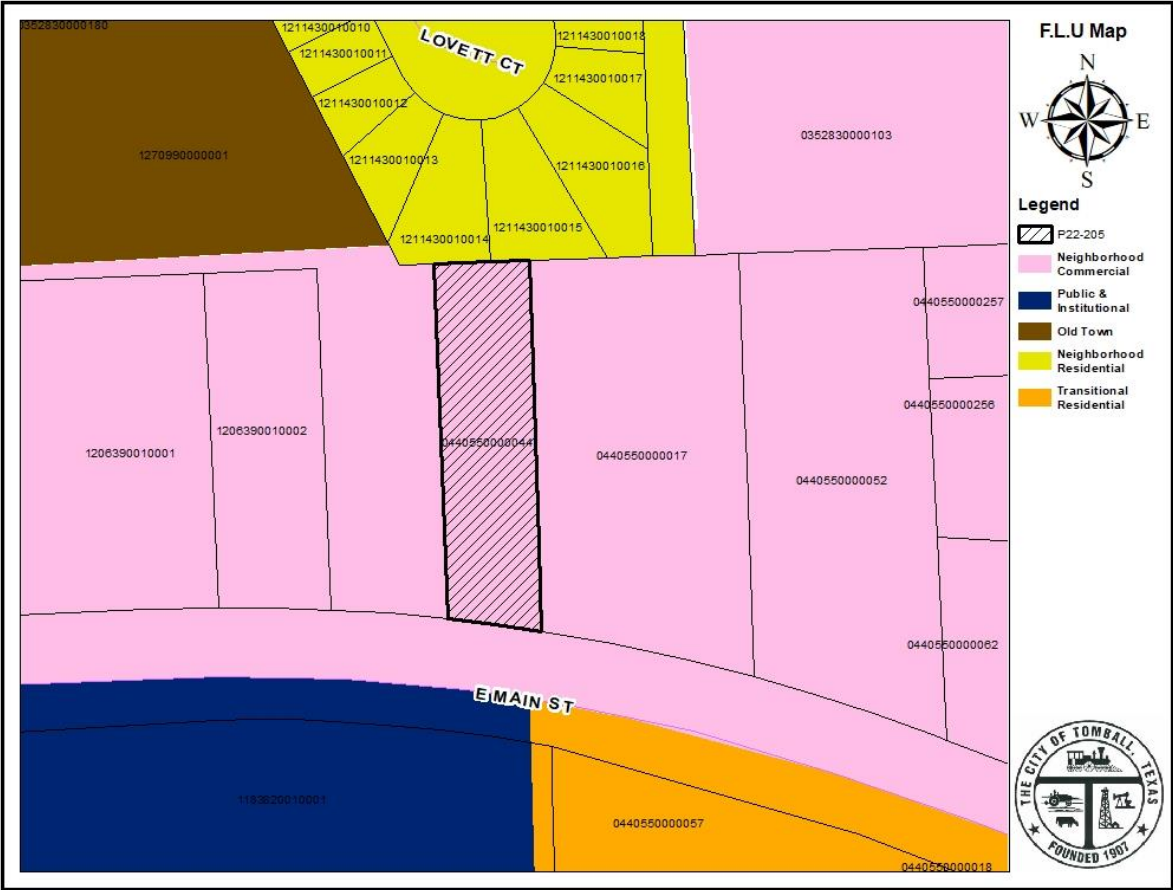 0352830000180
1211430010010
1211430010011
1211430010012
1211430010013
1211430010014
1211430010015
1211430010016
1211430010017
1211430010018
LOVETT CT
1270990000001
0352830000103
1206390010001
1206390010002
0440550000044
0440550000017
0440550000052
0440550000257
0440550000256
0440550000062
E MAIN ST
1183820010001
0440550000057
0440550000018
F.L.U Map
N
W
E
S
Legend
P22-205
Neighborhood
Commercial
Public &
Institutional
Old Town
Neighborhood
Residential
Transitional
Residential
THE CITY OF TOMBALL, TEXAS
FOUNDED 1907